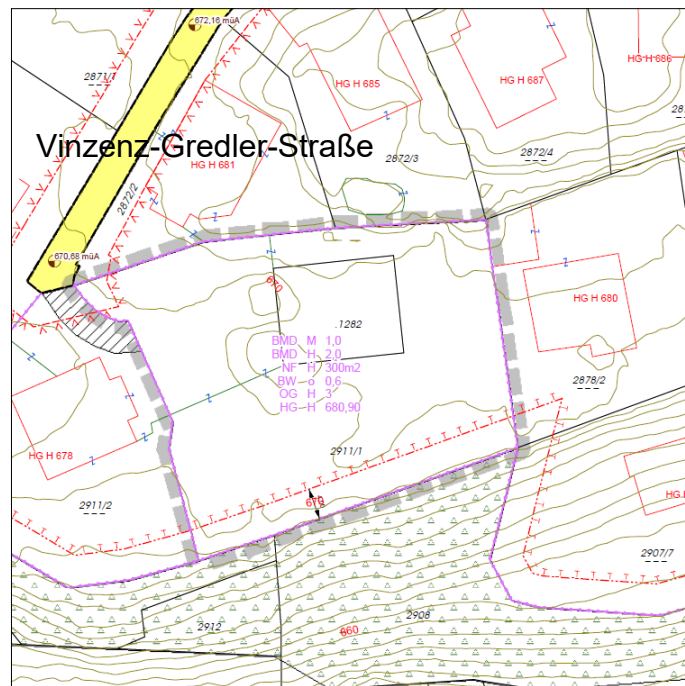 672,16 müA
2871/1
HG H 685
HG H 687
HG H 686
Vinzenz-Gredler-Straße
2872/3
2872/4
HG H 681
2872/2
670,68 müA
670
HG H 680
.1282
BMD M 1,0
BMD H 2,0
NF H 300m2
BW o 0,6
OG H 3
HG H 680,90
2878/2
2911/1
HG H 678
670
2911/2
2907/7
2912
2908
660